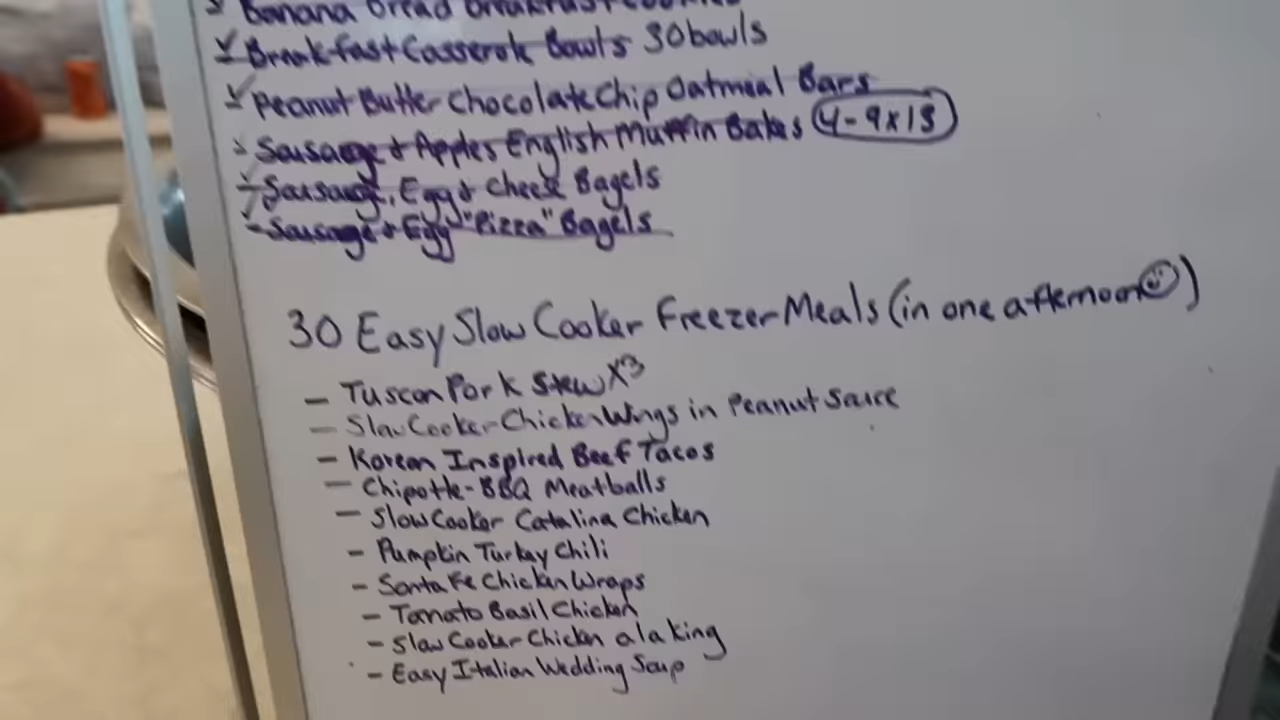 Banana Bread Breakfast Cookies
Breakfast Casserole Bowls 30 bowls
Peanut Butter Chocolate Chip Oatmeal Bars
Sausage & Apples English Muffin Bakes 4-9x13
Sausage, Egg & Cheese Bagels
Sausage & Egg "Pizza" Bagels
30 Easy Slow Cooker Freezer Meals (in one afternoon☺)
- Tuscan Pork Stew x3
- Slow Cooker Chicken Wings in Peanut Sauce
- Korean Inspired Beef Tacos
- Chipotle-BBQ Meatballs
- Slow Cooker Catalina Chicken
- Pumpkin Turkey Chili
- Santa Fe Chicken Wraps
- Tomato Basil Chicken
- Slow Cooker Chicken a la king
- Easy Italian Wedding Soup